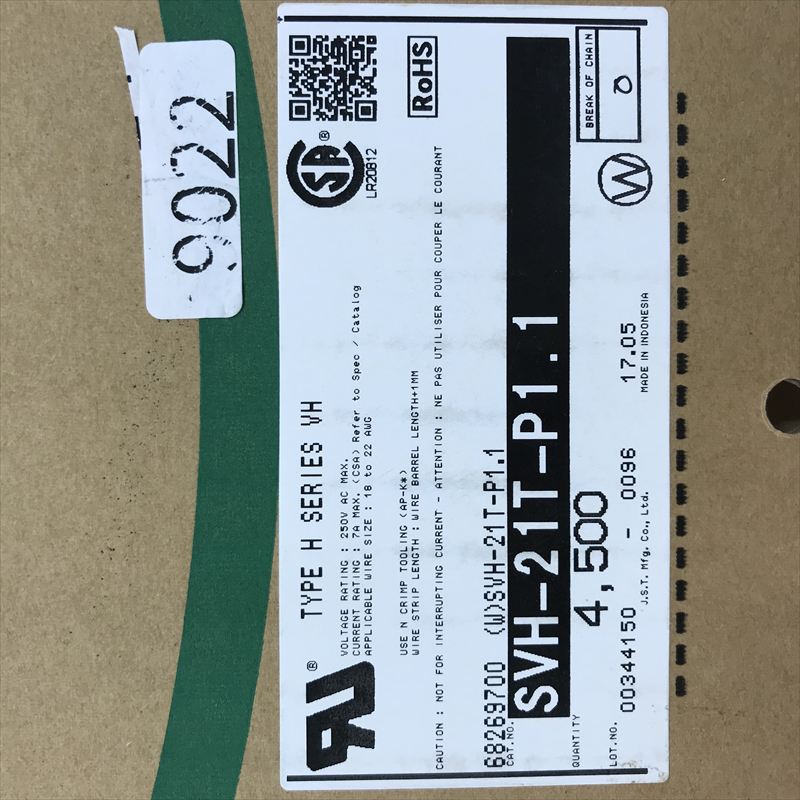 9022
RoHS
BREAK OF CHAIN
0
W
LR20812
TYPE H SERIES VH
VOLTAGE RATING : 250V AC MAX.
CURRENT RATING : 7A MAX. (CSA) Refer to Spec / Catalog
APPLICABLE WIRE SIZE : 18 to 22 AWG
USE N CRIMP TOOLING (AP-K*)
WIRE STRIP LENGTH : WIRE BARREL LENGTH+1MM
CAUTION : NOT FOR INTERRUPTING CURRENT - ATTENTION : NE PAS UTILISER POUR COUPER LE COURANT
68269700 (W)SVH-21T-P1.1
CAT.NO. SVH-21T-P1.1
QUANTITY 4,500
LOT.NO. 00344150 - 0096 17.05
J.S.T. Mfg. Co., Ltd. MADE IN INDONESIA